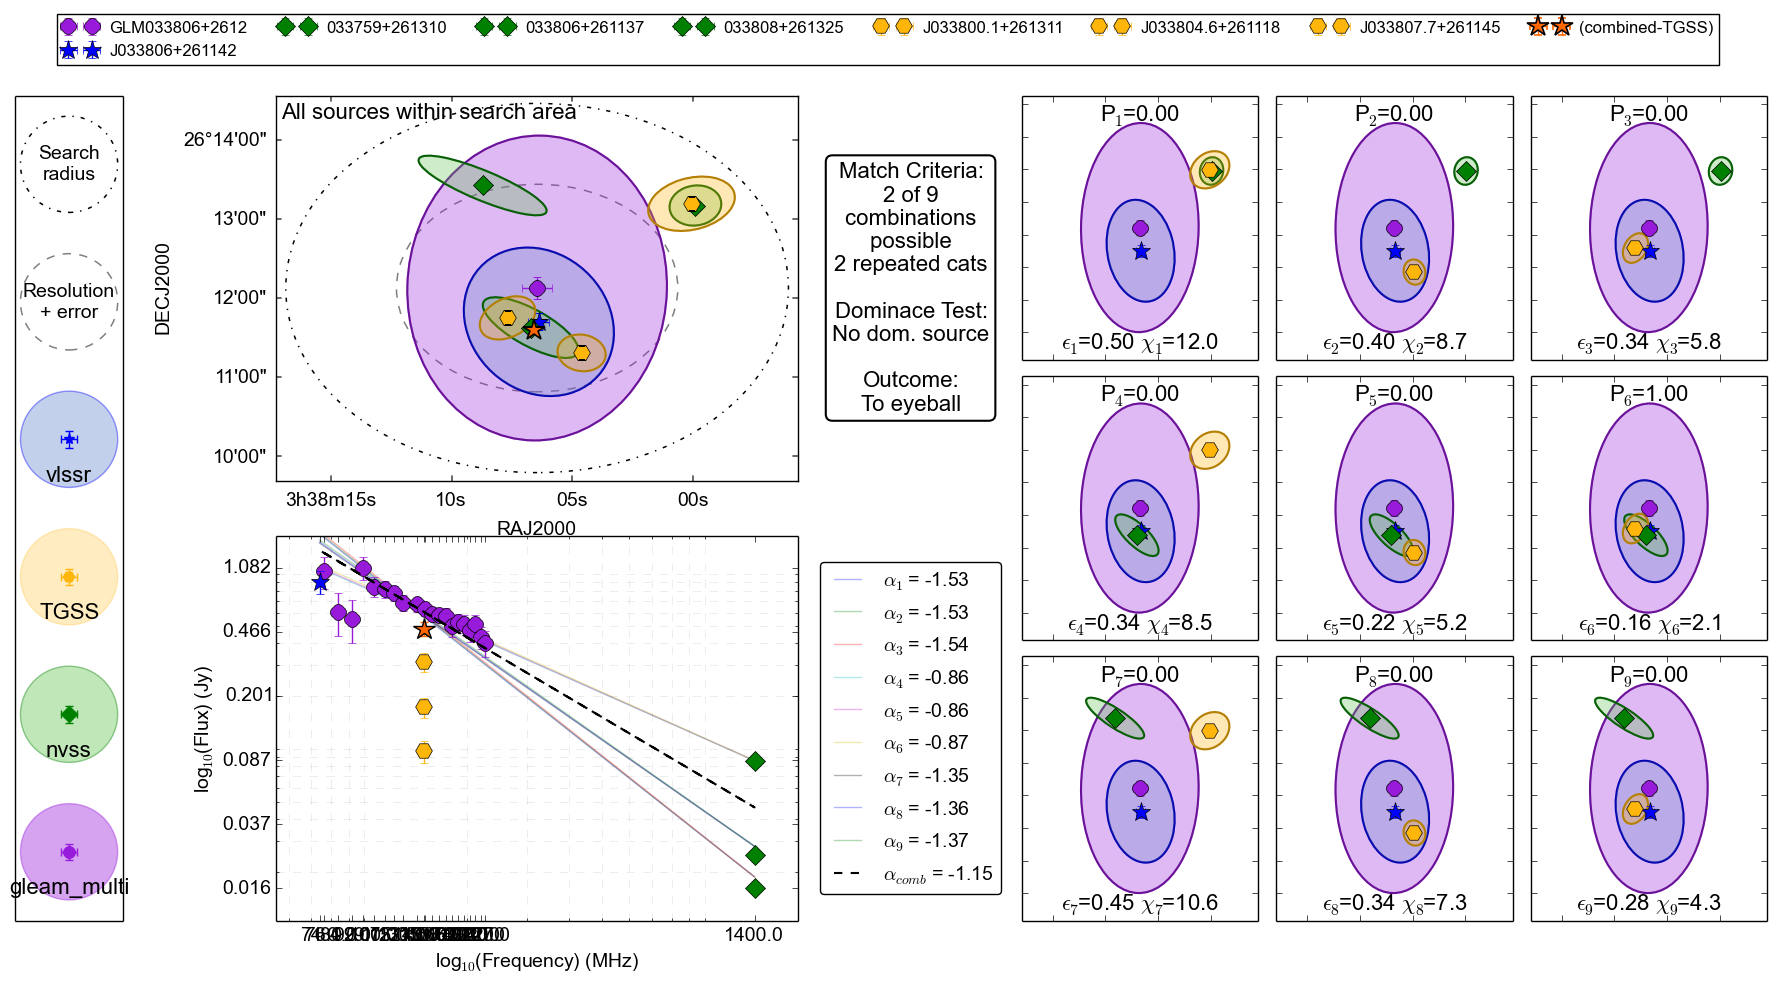 GLM033806+2612 033759+261310 033806+261137 033808+261325 J033800.1+261311 J033804.6+261118 J033807.7+261145 (combined-TGSS)
J033806+261142
Search
radius
Resolution
+ error
vlssr
TGSS
nvss
gleam_multi
All sources within search area
DECJ2000
26°14'00"
13'00"
12'00"
11'00"
10'00"
3h38m15s 10s 05s 00s
RAJ2000
Match Criteria:
2 of 9
combinations
possible
2 repeated cats
Dominace Test:
No dom. source
Outcome:
To eyeball
log10(Flux) (Jy)
1.082
0.466
0.201
0.087
0.037
0.016
1400.0
log10(Frequency) (MHz)
α1 = -1.53
α2 = -1.53
α3 = -1.54
α4 = -0.86
α5 = -0.86
α6 = -0.87
α7 = -1.35
α8 = -1.36
α9 = -1.37
αcomb = -1.15
P1=0.00 P2=0.00 P3=0.00
ϵ1=0.50 χ1=12.0 ϵ2=0.40 χ2=8.7 ϵ3=0.34 χ3=5.8
P4=0.00 P5=0.00 P6=1.00
ϵ4=0.34 χ4=8.5 ϵ5=0.22 χ5=5.2 ϵ6=0.16 χ6=2.1
P7=0.00 P8=0.00 P9=0.00
ϵ7=0.45 χ7=10.6 ϵ8=0.34 χ8=7.3 ϵ9=0.28 χ9=4.3